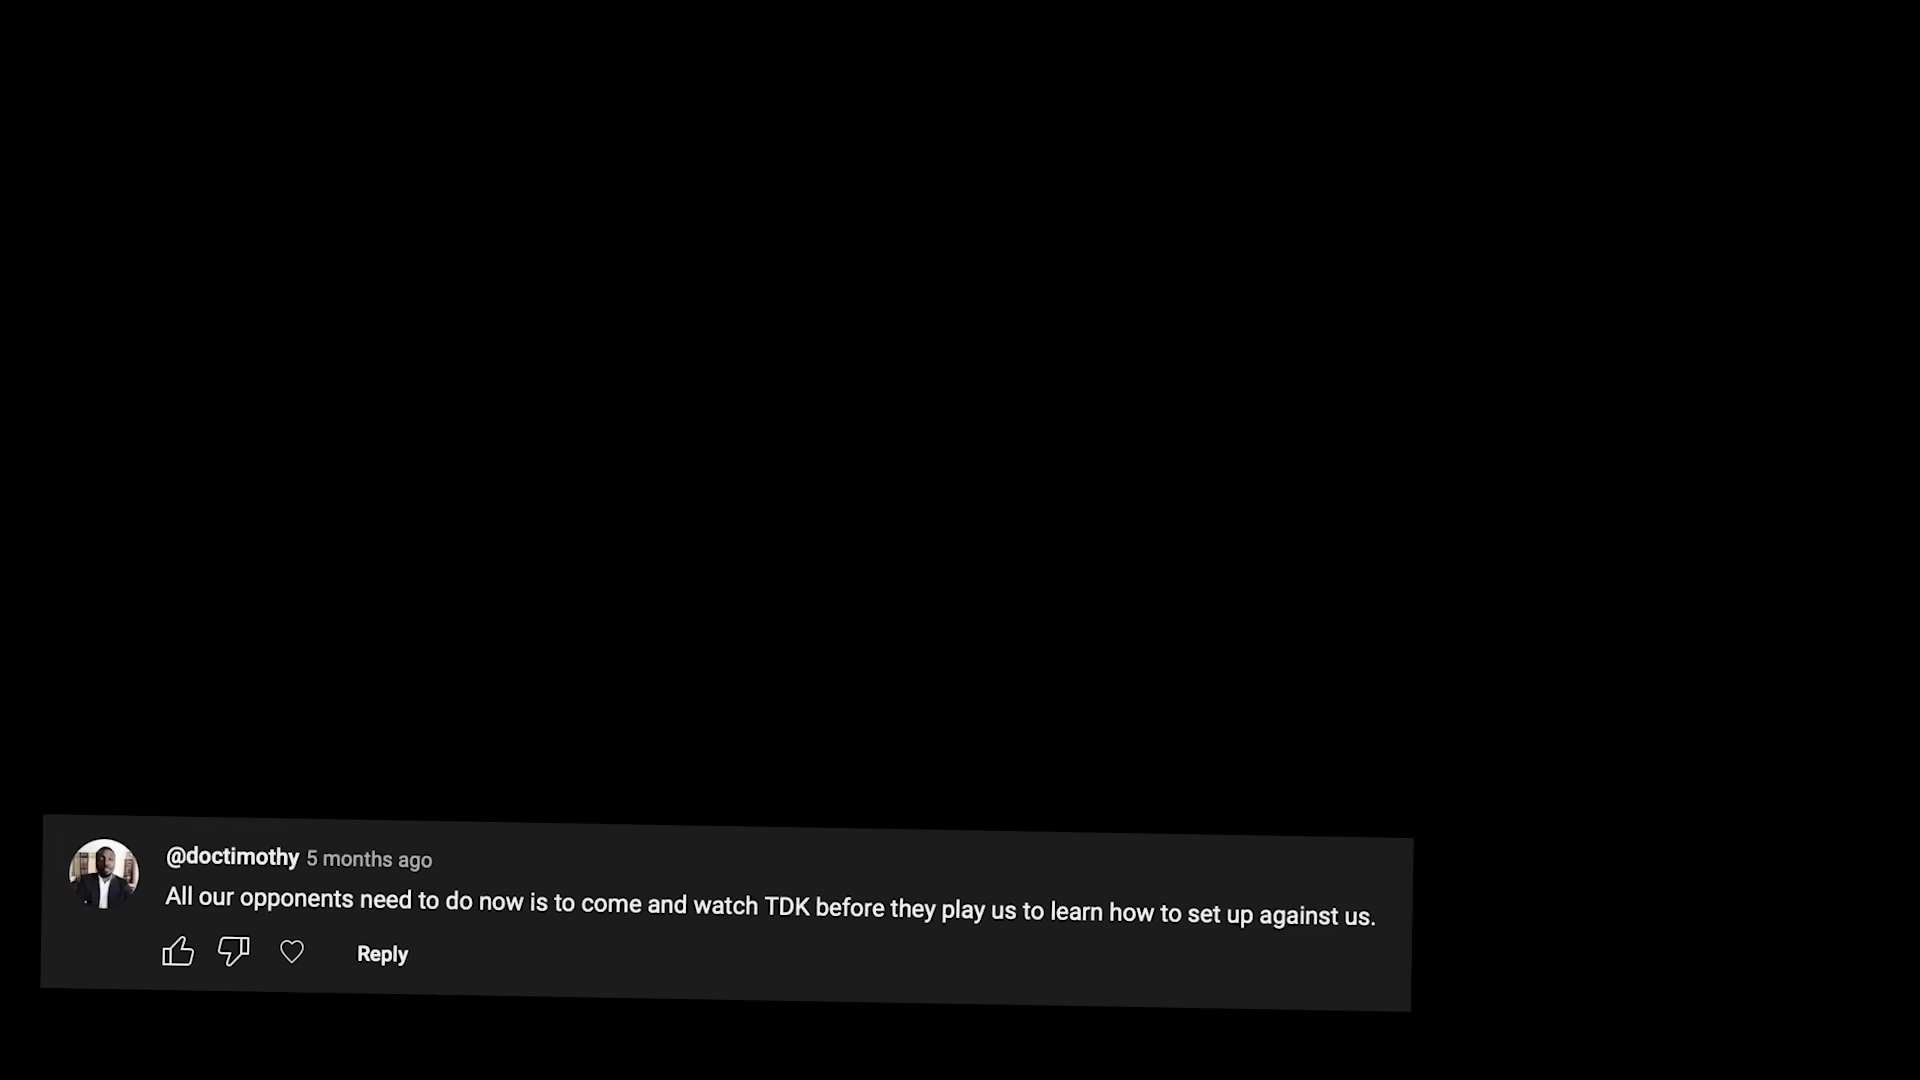 @doctimothy 5 months ago
All our opponents need to do now is to come and watch TDK before they play us to learn how to set up against us.
Reply